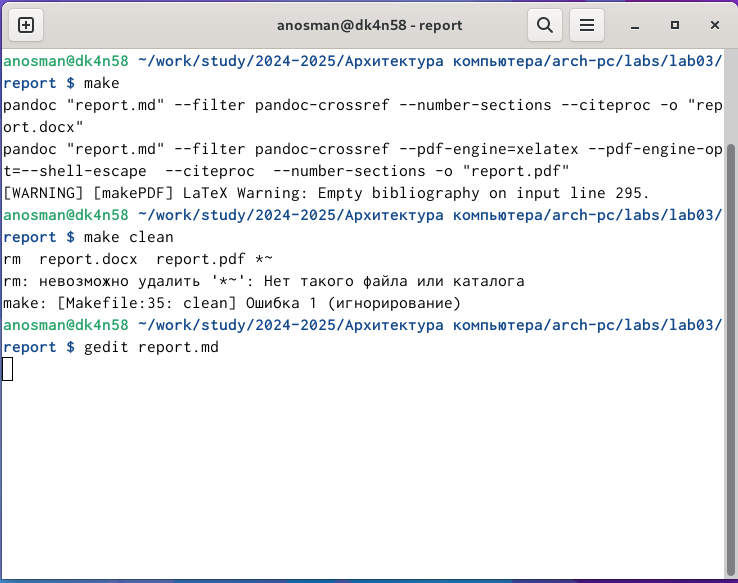 anosman@dk4n58 - report
anosman@dk4n58 ~/work/study/2024-2025/Архитектура компьютера/arch-pc/labs/lab03/
report $ make
pandoc "report.md" --filter pandoc-crossref --number-sections --citeproc -o "rep
ort.docx"
pandoc "report.md" --filter pandoc-crossref --pdf-engine=xelatex --pdf-engine-op
t=--shell-escape  --citeproc  --number-sections -o "report.pdf"
[WARNING] [makePDF] LaTeX Warning: Empty bibliography on input line 295.
anosman@dk4n58 ~/work/study/2024-2025/Архитектура компьютера/arch-pc/labs/lab03/
report $ make clean
rm  report.docx  report.pdf *~
rm: невозможно удалить '*~': Нет такого файла или каталога
make: [Makefile:35: clean] Ошибка 1 (игнорирование)
anosman@dk4n58 ~/work/study/2024-2025/Архитектура компьютера/arch-pc/labs/lab03/
report $ gedit report.md